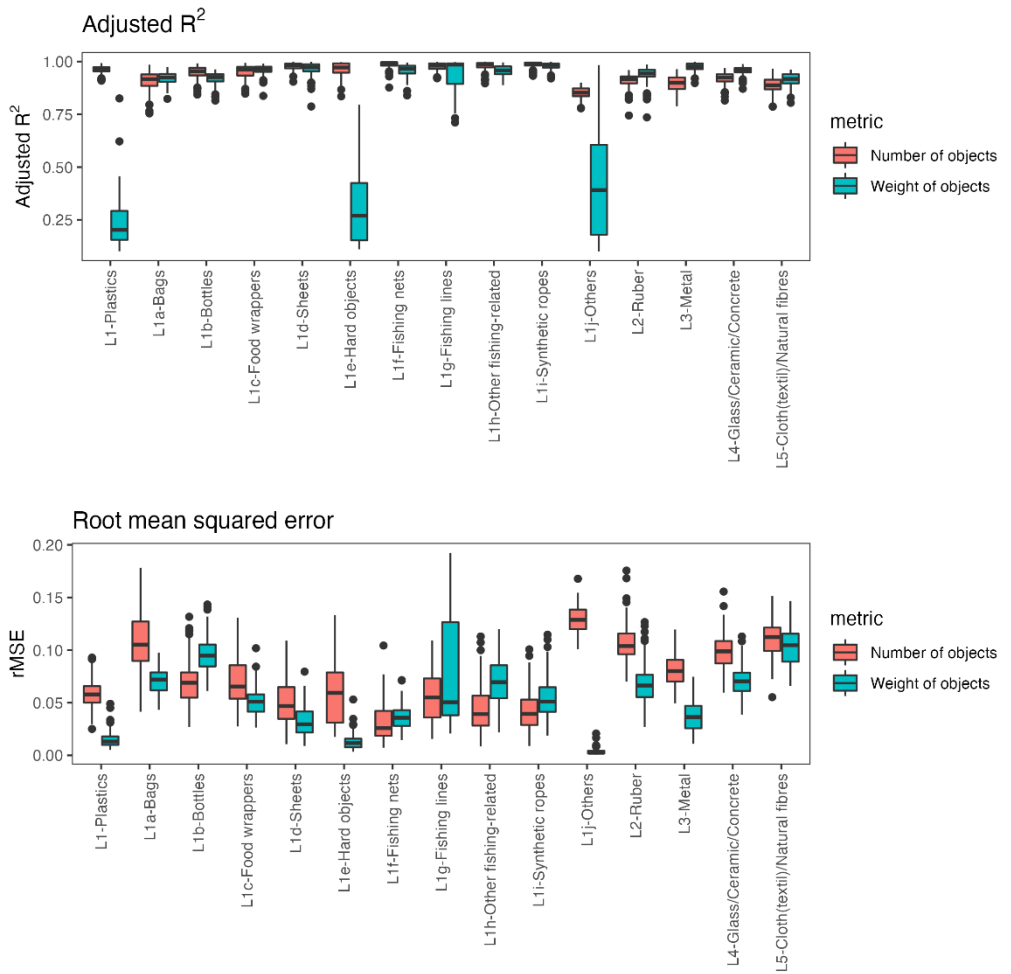 Adjusted R²
Adjusted R²
1.00
0.75
0.50
0.25
L1-Plastics
L1a-Bags
L1b-Bottles
L1c-Food wrappers
L1d-Sheets
L1e-Hard objects
L1f-Fishing nets
L1g-Fishing lines
L1h-Other fishing-related
L1i-Synthetic ropes
L1j-Others
L2-Ruber
L3-Metal
L4-Glass/Ceramic/Concrete
L5-Cloth(textil)/Natural fibres
metric
Number of objects
Weight of objects
Root mean squared error
rMSE
0.20
0.15
0.10
0.05
0.00
L1-Plastics
L1a-Bags
L1b-Bottles
L1c-Food wrappers
L1d-Sheets
L1e-Hard objects
L1f-Fishing nets
L1g-Fishing lines
L1h-Other fishing-related
L1i-Synthetic ropes
L1j-Others
L2-Ruber
L3-Metal
L4-Glass/Ceramic/Concrete
L5-Cloth(textil)/Natural fibres
metric
Number of objects
Weight of objects